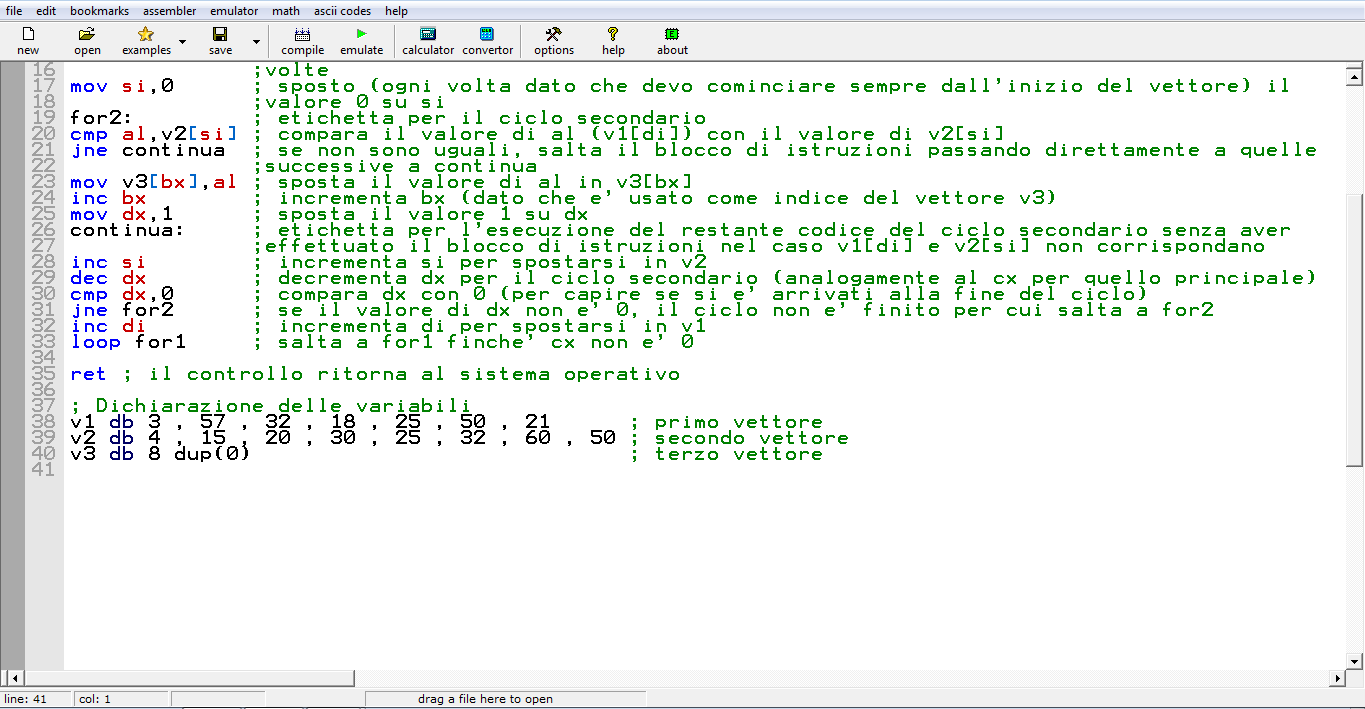 file edit bookmarks assembler emulator math ascii codes help
new open examples save compile emulate calculator convertor options help about
16 ;volte
17 mov si,0 ; sposto (ogni volta dato che devo cominciare sempre dall'inizio del vettore) il
18 ;valore 0 su si
19 for2: ; etichetta per il ciclo secondario
20 cmp al,v2[si] ; compara il valore di al (v1[di]) con il valore di v2[si]
21 jne continua ; se non sono uguali, salta il blocco di istruzioni passando direttamente a quelle
22 ;successive a continua
23 mov v3[bx],al ; sposta il valore di al in v3[bx]
24 inc bx ; incrementa bx (dato che e' usato come indice del vettore v3)
25 mov dx,1 ; sposta il valore 1 su dx
26 continua: ; etichetta per l'esecuzione del restante codice del ciclo secondario senza aver
27 ;effettuato il blocco di istruzioni nel caso v1[di] e v2[si] non corrispondano
28 inc si ; incrementa si per spostarsi in v2
29 dec dx ; decrementa dx per il ciclo secondario (analogamente al cx per quello principale)
30 cmp dx,0 ; compara dx con 0 (per capire se si e' arrivati alla fine del ciclo)
31 jne for2 ; se il valore di dx non e' 0, il ciclo non e' finito per cui salta a for2
32 inc di ; incrementa di per spostarsi in v1
33 loop for1 ; salta a for1 finche' cx non e' 0
34
35 ret ; il controllo ritorna al sistema operativo
36
37 ; Dichiarazione delle variabili
38 v1 db 3 , 57 , 32 , 18 , 25 , 50 , 21 ; primo vettore
39 v2 db 4 , 15 , 20 , 30 , 25 , 32 , 60 , 50 ; secondo vettore
40 v3 db 8 dup(0) ; terzo vettore
41
line: 41 col: 1 drag a file here to open